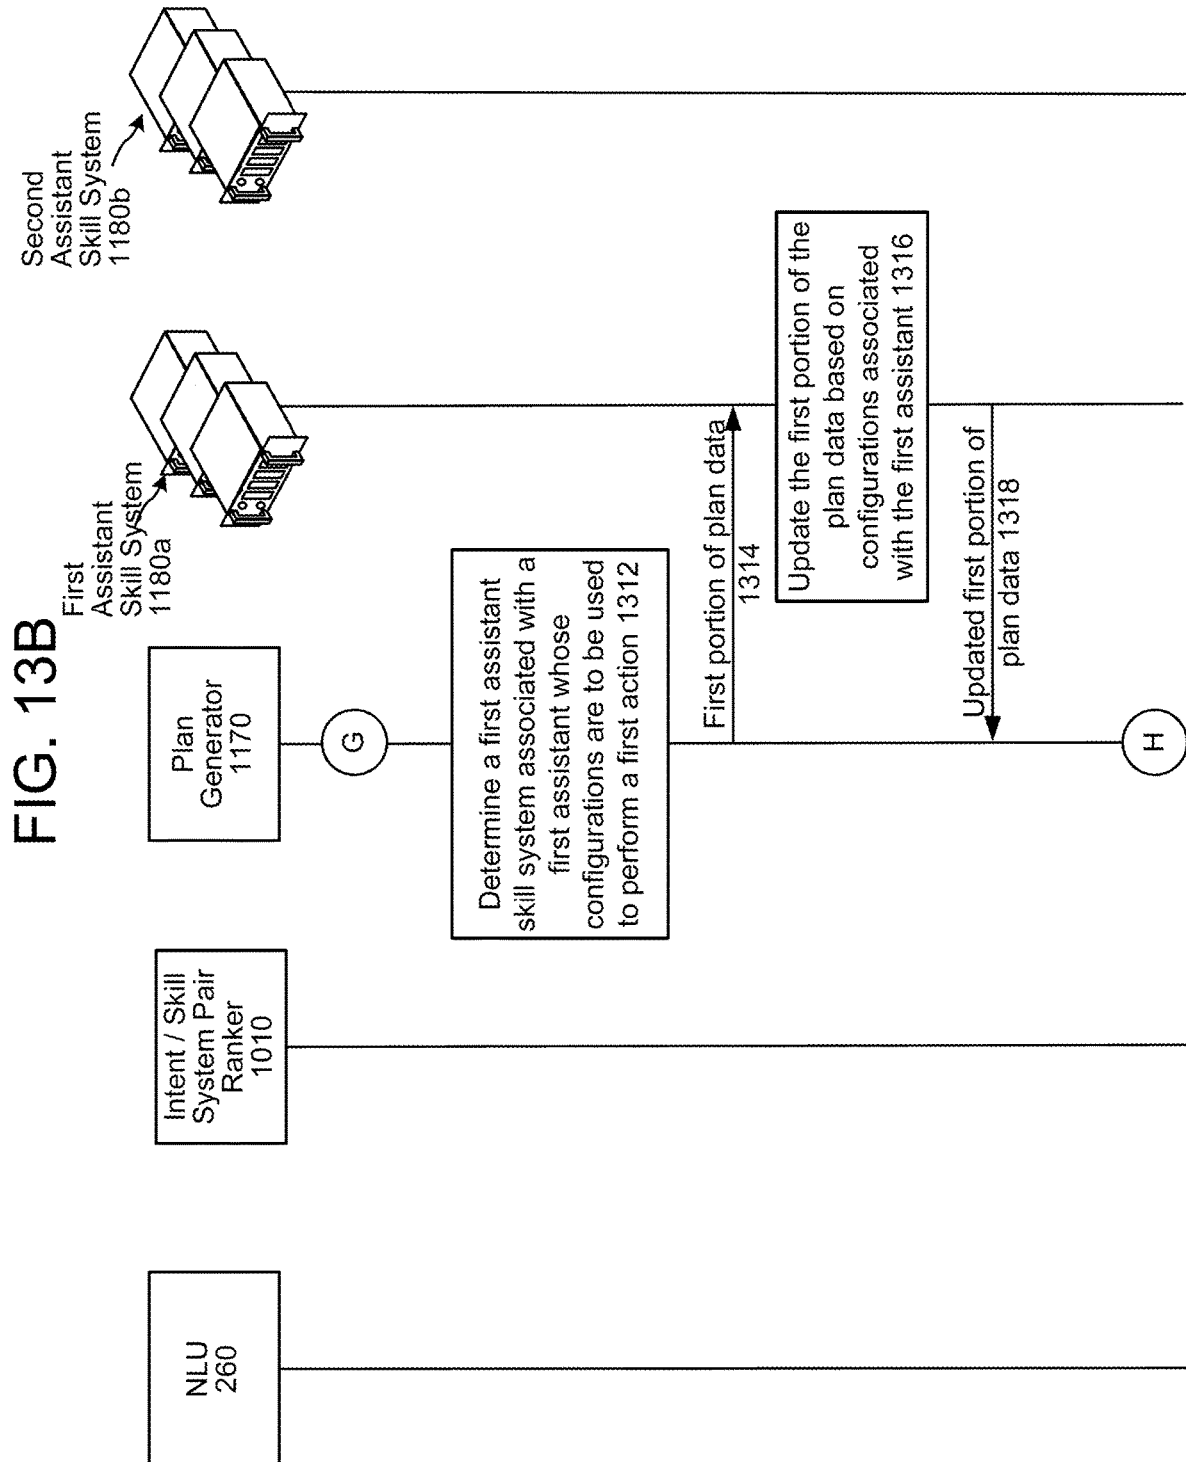 FIG. 13B
NLU
260
Intent / Skill
System Pair
Ranker
1010
Plan
Generator
1170
First
Assistant
Skill System
1180a
Second
Assistant
Skill System
1180b
G
Determine a first assistant
skill system associated with a
first assistant whose
configurations are to be used
to perform a first action 1312
First portion of plan data
1314
Update the first portion of the
plan data based on
configurations associated
with the first assistant 1316
Updated first portion of
plan data 1318
H